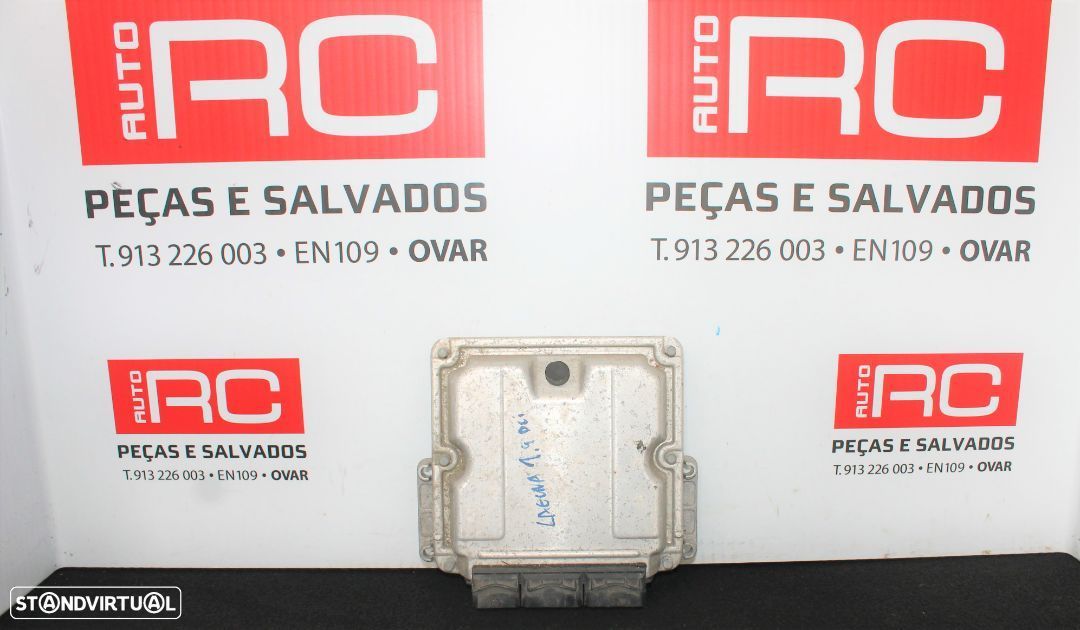 AUTO RC
PEÇAS E SALVADOS
T. 913 226 003 • EN109 • OVAR
AUTO RC
PEÇAS E SALVADOS
T. 913 226 003 • EN109 • OVAR
AUTO RC
PEÇAS E SALVADOS
T. 913 226 003 • EN109 • OVAR
AUTO RC
PEÇAS E SALVADOS
T. 913 226 003 • EN109 • OVAR
LAGUNA 1.9 DCi
STANDVIRTUAL